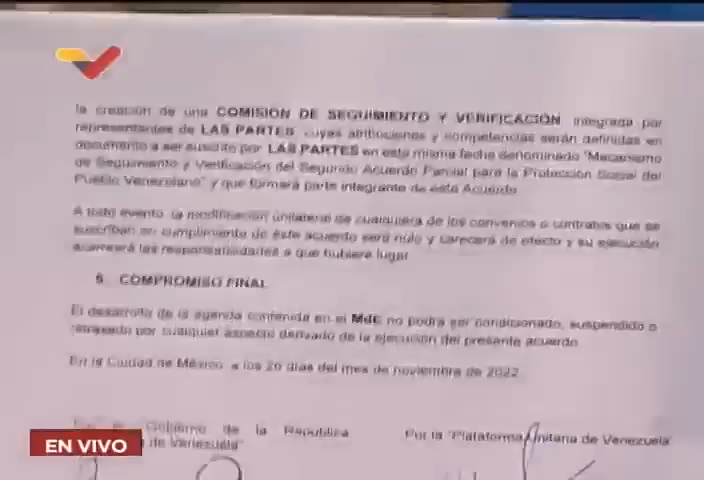 la creación de una COMISIÓN DE SEGUIMIENTO Y VERIFICACIÓN integrada por
representantes de LAS PARTES, cuyas atribuciones y competencias serán definidas en
documento a ser suscrito por LAS PARTES en esta misma fecha denominado "Mecanismo
de Seguimiento y Verificación del Segundo Acuerdo Parcial para la Protección Social del
Pueblo Venezolano" y que formará parte integrante de este Acuerdo.
A todo evento, la modificación unilateral de cualquiera de los convenios o contratos que se
suscriban en cumplimiento de este acuerdo será nulo y carecerá de efecto y su ejecución
acarreará las responsabilidades a que hubiera lugar.
6. COMPROMISO FINAL
El desarrollo de la agenda contenida en el MdE no podrá ser condicionado, suspendido o
retrasado por cualquier aspecto derivado de la ejecución del presente acuerdo.
En la Ciudad de México, a los 26 días del mes de noviembre de 2022
Gobierno de la República
de Venezuela"
Por la "Plataforma Unitaria de Venezuela"
EN VIVO